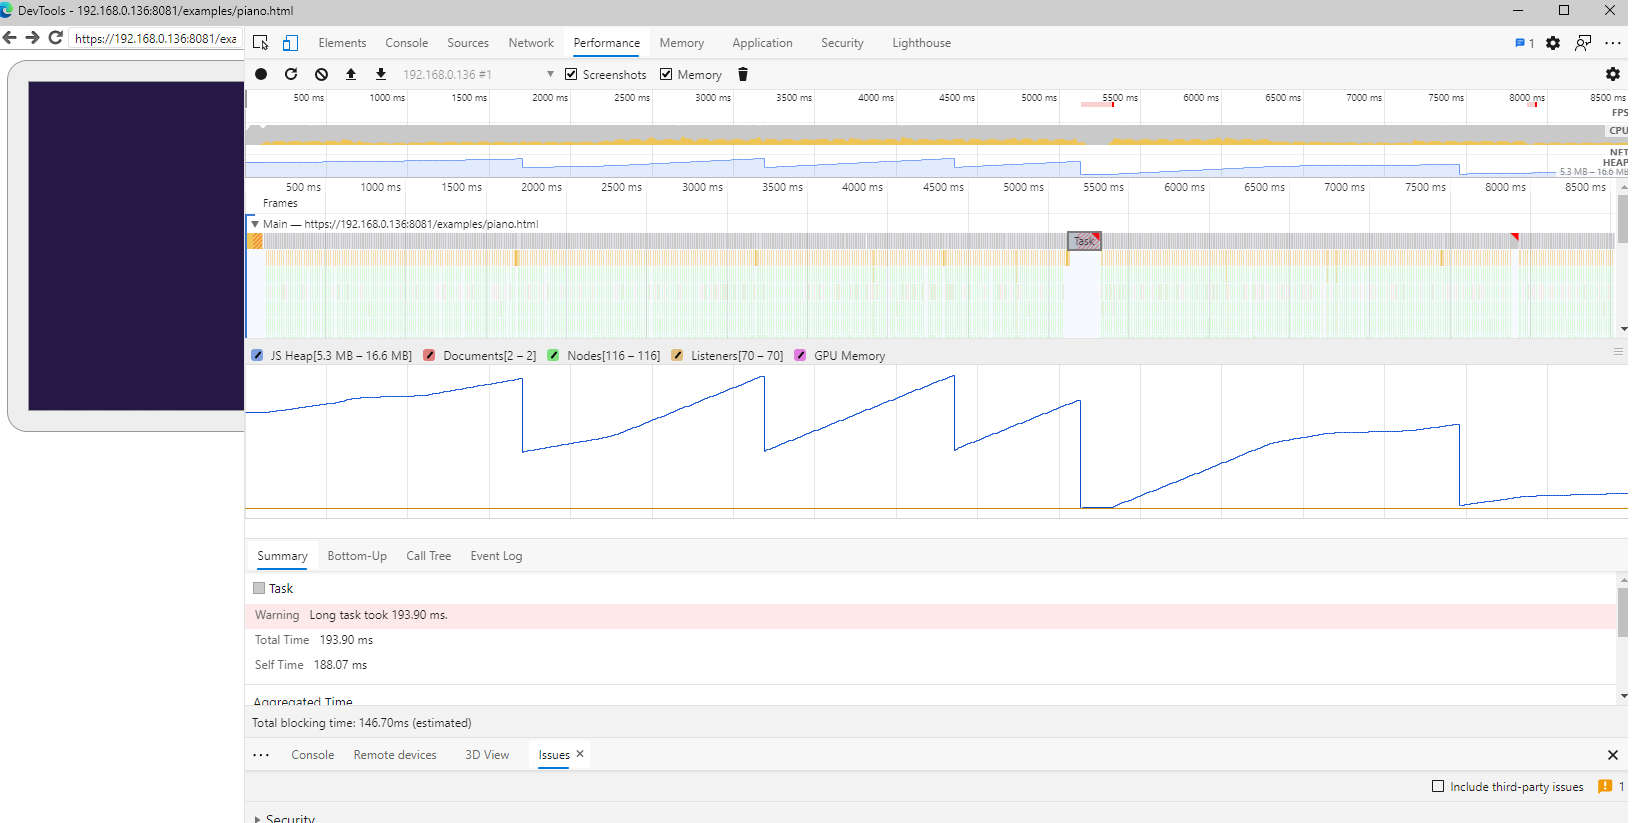 DevTools - 192.168.0.136:8081/examples/piano.html
https://192.168.0.136:8081/exa
Elements Console Sources Network Performance Memory Application Security Lighthouse 1
192.168.0.136 #1 Screenshots Memory
500 ms 1000 ms 1500 ms 2000 ms 2500 ms 3000 ms 3500 ms 4000 ms 4500 ms 5000 ms 5500 ms 6000 ms 6500 ms 7000 ms 7500 ms 8000 ms 8500 ms
FPS
CPU
NET
HEAP
5.3 MB – 16.6 MB
500 ms 1000 ms 1500 ms 2000 ms 2500 ms 3000 ms 3500 ms 4000 ms 4500 ms 5000 ms 5500 ms 6000 ms 6500 ms 7000 ms 7500 ms 8000 ms 8500 ms
Frames
Main — https://192.168.0.136:8081/examples/piano.html
Task
JS Heap[5.3 MB – 16.6 MB] Documents[2 – 2] Nodes[116 – 116] Listeners[70 – 70] GPU Memory
Summary Bottom-Up Call Tree Event Log
Task
Warning Long task took 193.90 ms.
Total Time 193.90 ms
Self Time 188.07 ms
Aggregated Time
Total blocking time: 146.70ms (estimated)
Console Remote devices 3D View Issues
Include third-party issues 1
Security